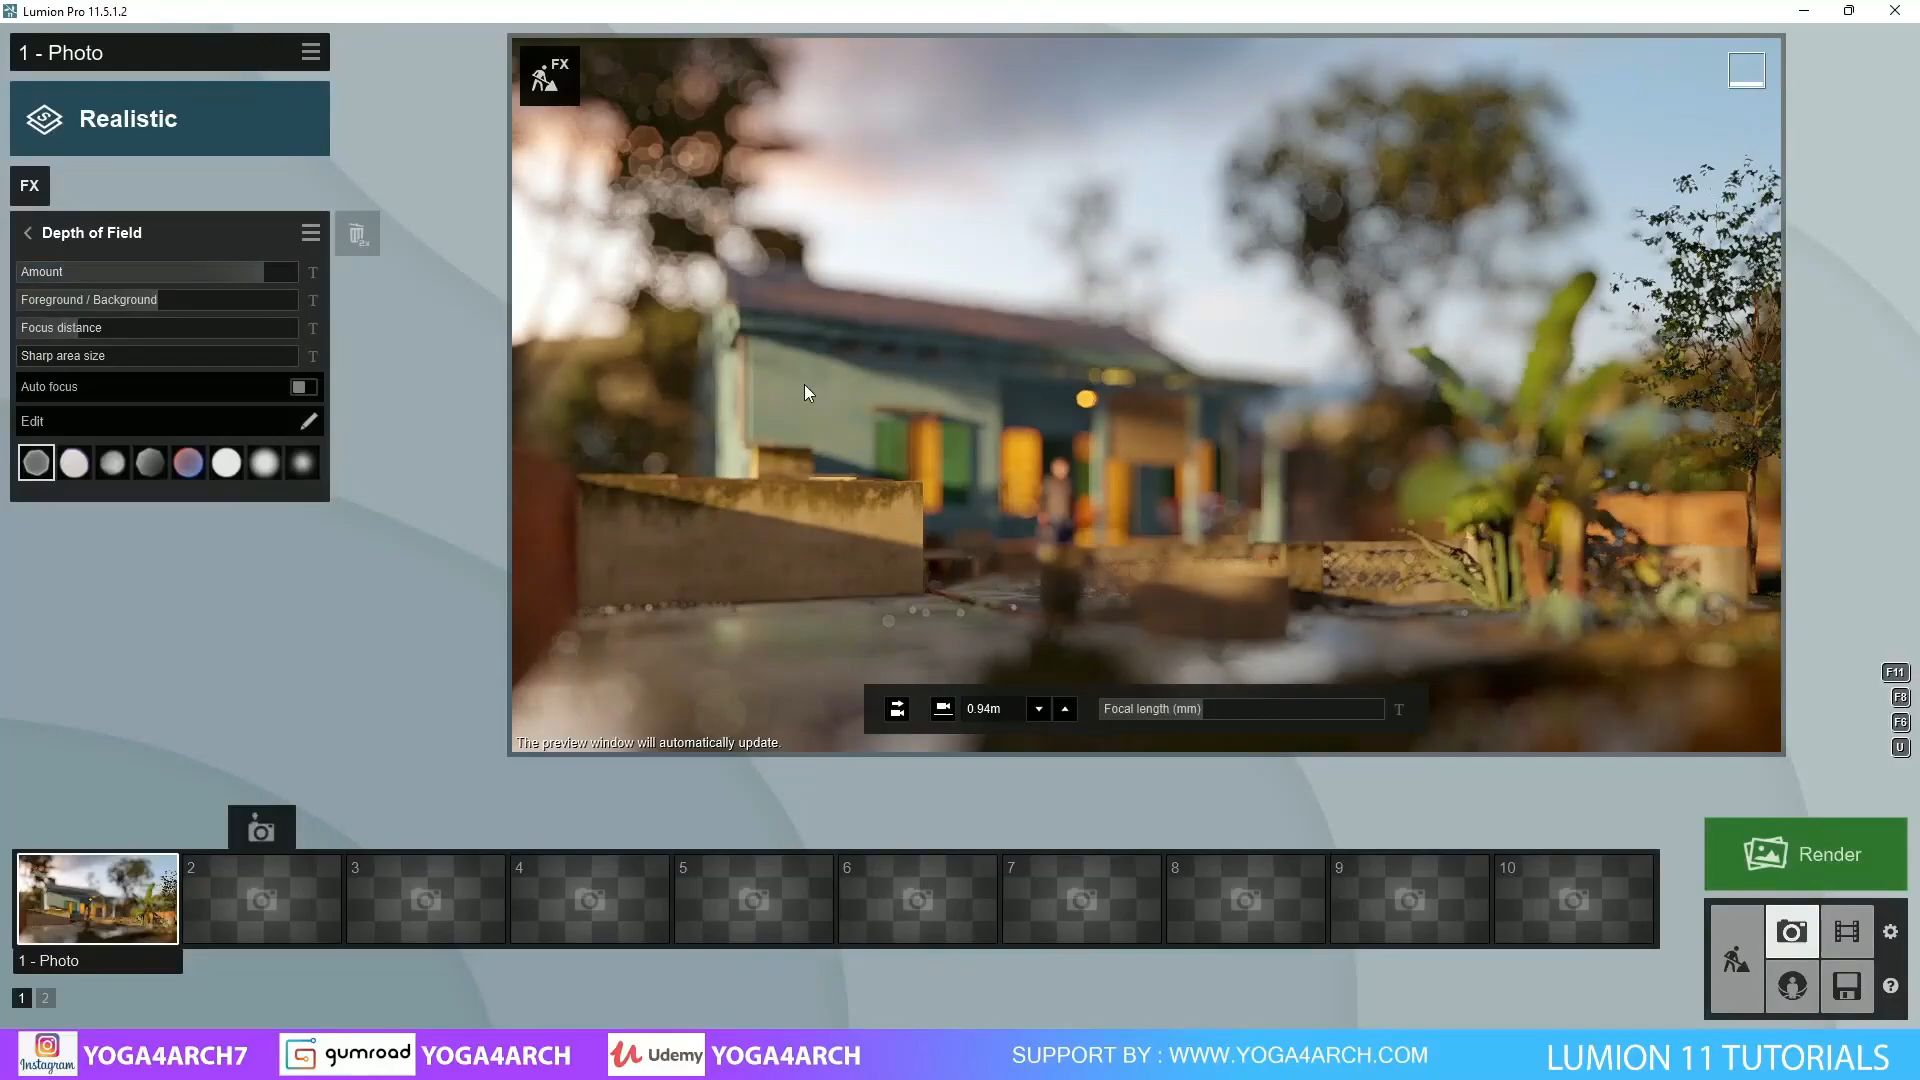 Lumion Pro 11.5.1.2
1 - Photo
Realistic
FX
Depth of Field
2x
Amount T
Foreground / Background T
Focus distance T
Sharp area size T
Auto focus
Edit
FX
0.94m
Focal length (mm) T
The preview window will automatically update.
F11
F8
F6
U
2
3
4
5
6
7
8
9
10
1 - Photo
1 2
Render
?
Instagram
YOGA4ARCH7
gumroad
YOGA4ARCH
Udemy
YOGA4ARCH
SUPPORT BY : WWW.YOGA4ARCH.COM
LUMION 11 TUTORIALS